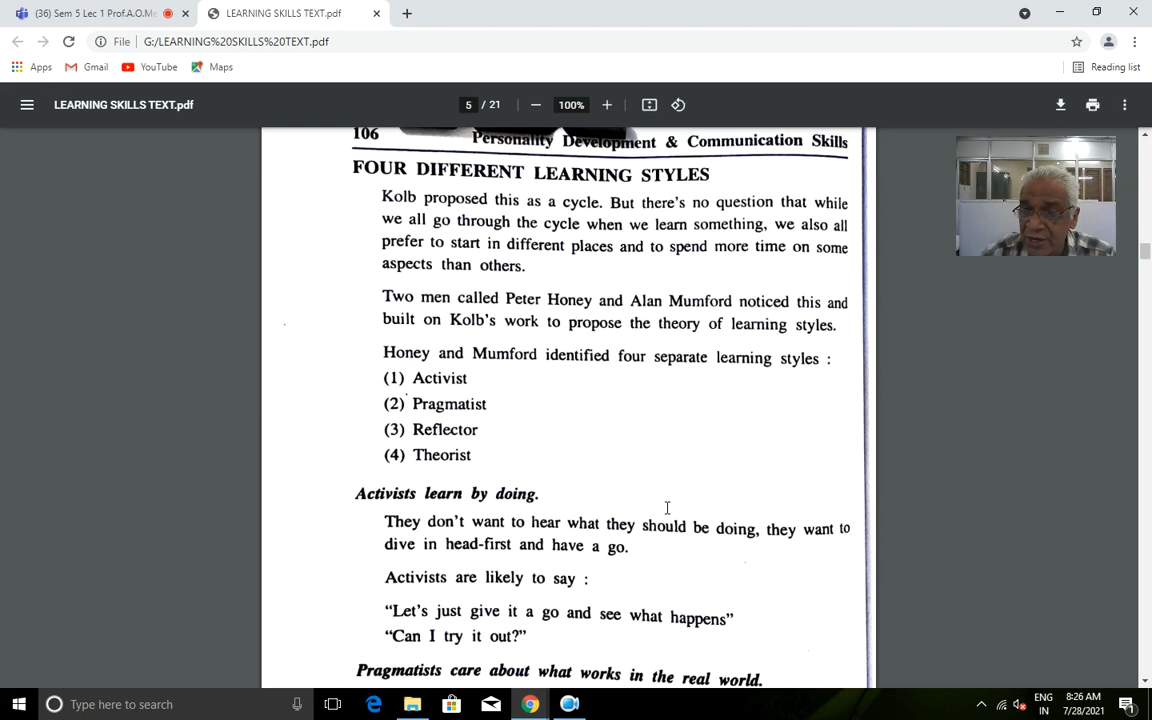 (36) Sem 5 Lec 1 Prof.A.O.Me
LEARNING SKILLS TEXT.pdf
File
G:/LEARNING%20SKILLS%20TEXT.pdf
Apps
Gmail
YouTube
Maps
Reading list
LEARNING SKILLS TEXT.pdf
5 / 21
100%
106
Personality Development & Communication Skills
FOUR DIFFERENT LEARNING STYLES
Kolb proposed this as a cycle. But there's no question that while
we all go through the cycle when we learn something, we also all
prefer to start in different places and to spend more time on some
aspects than others.
Two men called Peter Honey and Alan Mumford noticed this and
built on Kolb's work to propose the theory of learning styles.
Honey and Mumford identified four separate learning styles :
(1) Activist
(2) Pragmatist
(3) Reflector
(4) Theorist
Activists learn by doing.
They don't want to hear what they should be doing, they want to
dive in head-first and have a go.
Activists are likely to say :
“Let's just give it a go and see what happens”
“Can I try it out?”
Pragmatists care about what works in the real world.
Type here to search
ENG
IN
8:26 AM
7/28/2021
1